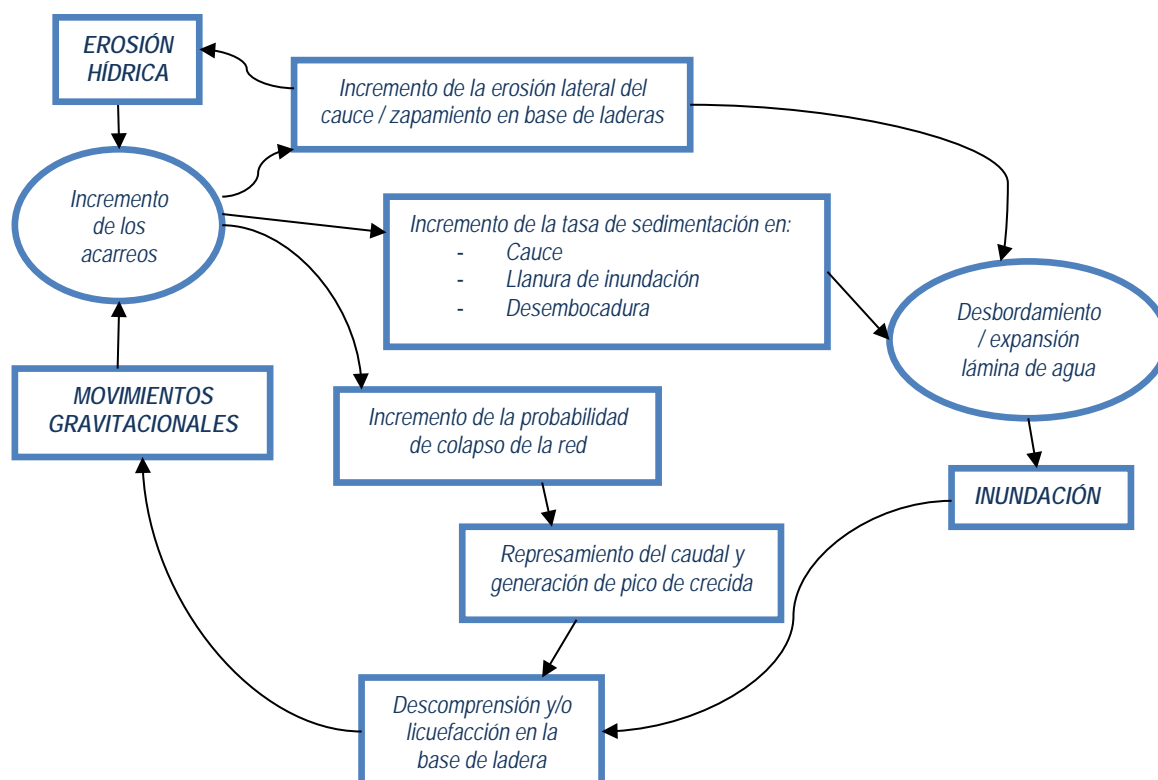 EROSIÓN
HÍDRICA
Incremento de la erosión lateral del
cauce / zapamiento en base de laderas
Incremento
de los
acarreos
Incremento de la tasa de sedimentación en:
- Cauce
- Llanura de inundación
- Desembocadura
Desbordamiento
/ expansión
lámina de agua
MOVIMIENTOS
GRAVITACIONALES
Incremento de la probabilidad
de colapso de la red
INUNDACIÓN
Represamiento del caudal y
generación de pico de crecida
Descomprensión y/o
licuefacción en la
base de ladera